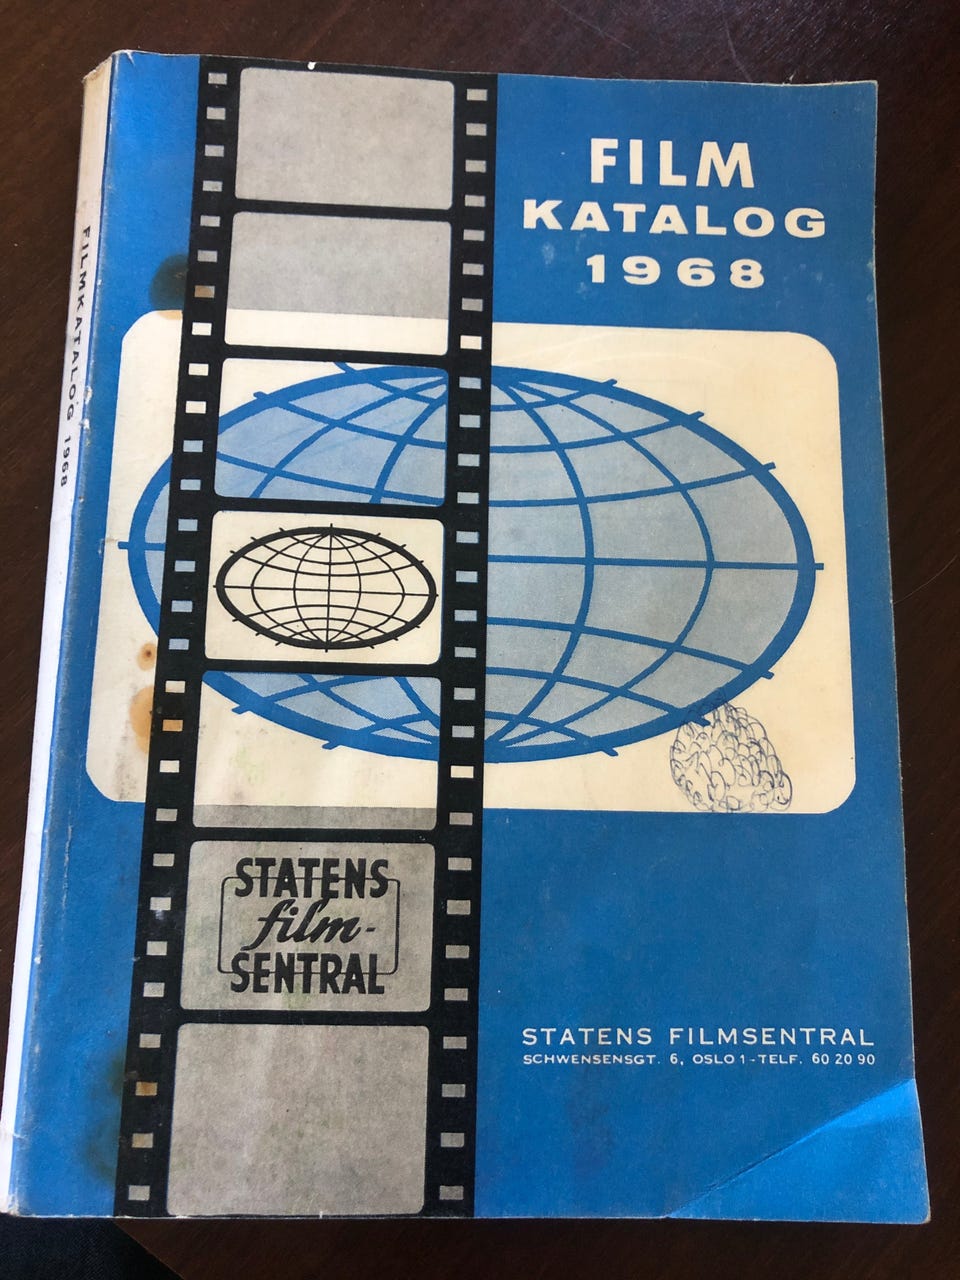 FILMKATALOG 1968
FILM
KATALOG
1968
STATENS
film-
SENTRAL
STATENS FILMSENTRAL
SCHWENSENSGT. 6, OSLO 1 - TELF. 60 20 90